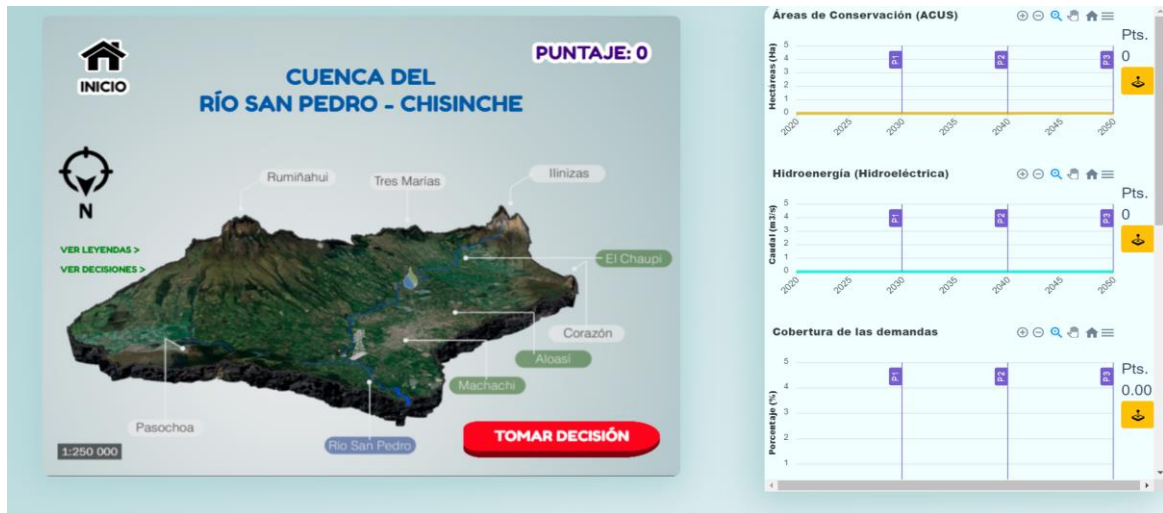 INICIO
PUNTAJE: 0
CUENCA DEL
RÍO SAN PEDRO - CHISINCHE
N
VER LEYENDAS >
VER DECISIONES >
Rumiñahui
Tres Marías
Ilinizas
El Chaupi
Corazón
Aloasí
Machachi
Pasochoa
Río San Pedro
1:250 000
TOMAR DECISIÓN
Áreas de Conservación (ACUS)
Pts.
0
Hectáreas (Ha)
5
4
3
2
1
0
P1
P2
P3
2020
2025
2030
2035
2040
2045
2050
Hidroenergía (Hidroeléctrica)
Pts.
0
Caudal (m3/s)
5
4
3
2
1
0
P1
P2
P3
2020
2025
2030
2035
2040
2045
2050
Cobertura de las demandas
Pts.
0.00
Porcentaje (%)
5
4
3
2
1
P1
P2
P3